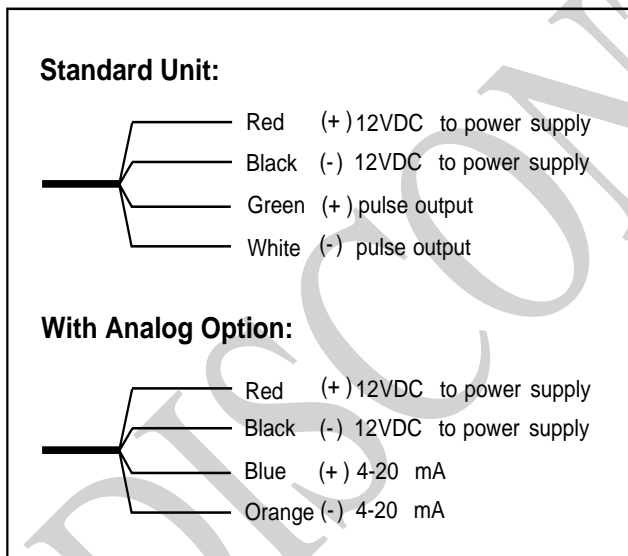 Standard Unit:
Red (+) 12VDC to power supply
Black (-) 12VDC to power supply
Green (+) pulse output
White (-) pulse output
With Analog Option:
Red (+) 12VDC to power supply
Black (-) 12VDC to power supply
Blue (+) 4-20 mA
Orange (-) 4-20 mA
DISCON